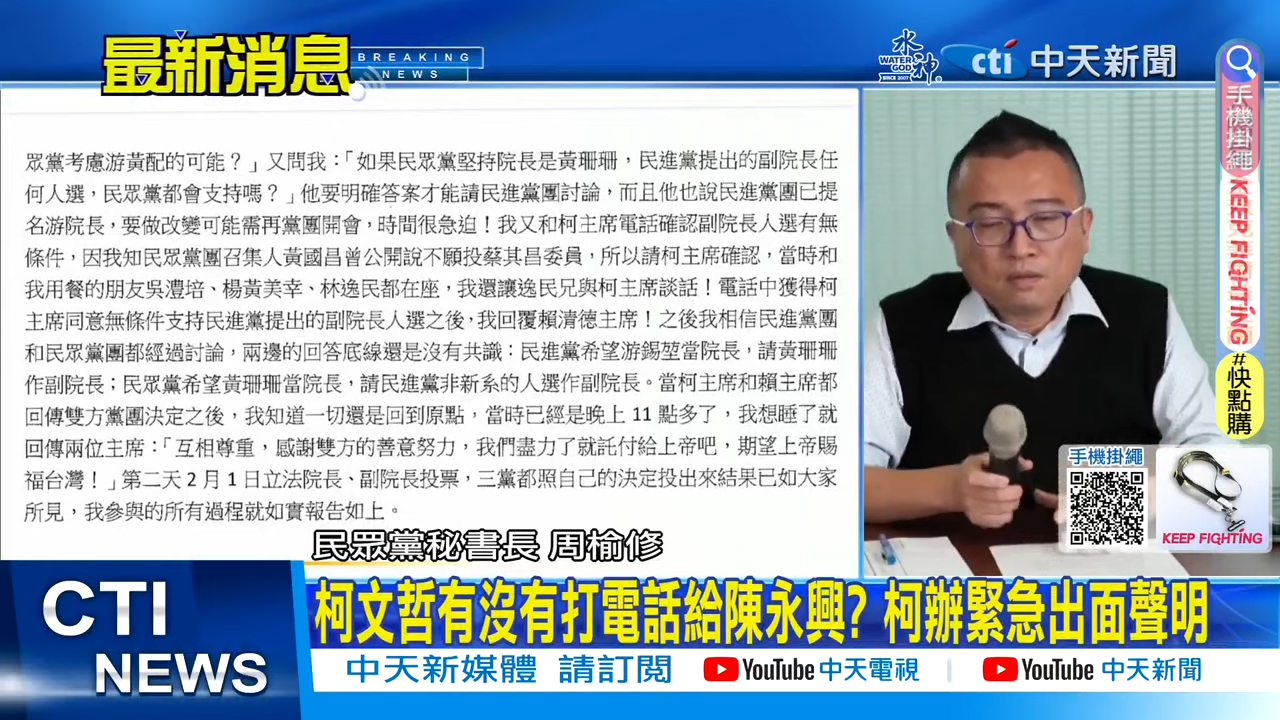 最新消息
BREAKING
NEWS
水神
WATER GOD
SINCE 2007
cti 中天新聞
手機掛繩
KEEP FIGHTING
#快點購
眾黨考慮游黃配的可能？」又問我：「如果民眾黨堅持院長是黃珊珊，民進黨提出的副院長任
何人選，民眾黨都會支持嗎？」他要明確答案才能請民進黨團討論，而且他也說民進黨團已提
名游院長，要做改變可能需再黨團開會，時間很急迫！我又和柯主席電話確認副院長人選有無
條件，因我知民眾黨團召集人黃國昌曾公開說不願投蔡其昌委員，所以請柯主席確認，當時和
我用餐的朋友吳澧培、楊黃美幸、林逸民都在座，我還讓逸民兄與柯主席談話！電話中獲得柯
主席同意無條件支持民進黨提出的副院長人選之後，我回覆賴清德主席！之後我相信民進黨團
和民眾黨團都經過討論，兩邊的回答底線還是沒有共識：民進黨希望游錫堃當院長，請黃珊珊
作副院長；民眾黨希望黃珊珊當院長，請民進黨非新系的人選作副院長。當柯主席和賴主席都
回傳雙方黨團決定之後，我知道一切還是回到原點，當時已經是晚上 11 點多了，我想睡了就
回傳兩位主席：「互相尊重，感謝雙方的善意努力，我們盡力了就託付給上帝吧，期望上帝賜
福台灣！」第二天 2 月 1 日立法院長、副院長投票，三黨都照自己的決定投出來結果已如大家
所見，我參與的所有過程就如實報告如上。
手機掛繩
KEEP FIGHTING
民眾黨秘書長 周榆修
CTI
NEWS
柯文哲有沒有打電話給陳永興? 柯辦緊急出面聲明
中天新媒體 請訂閱 YouTube 中天電視 | YouTube 中天新聞